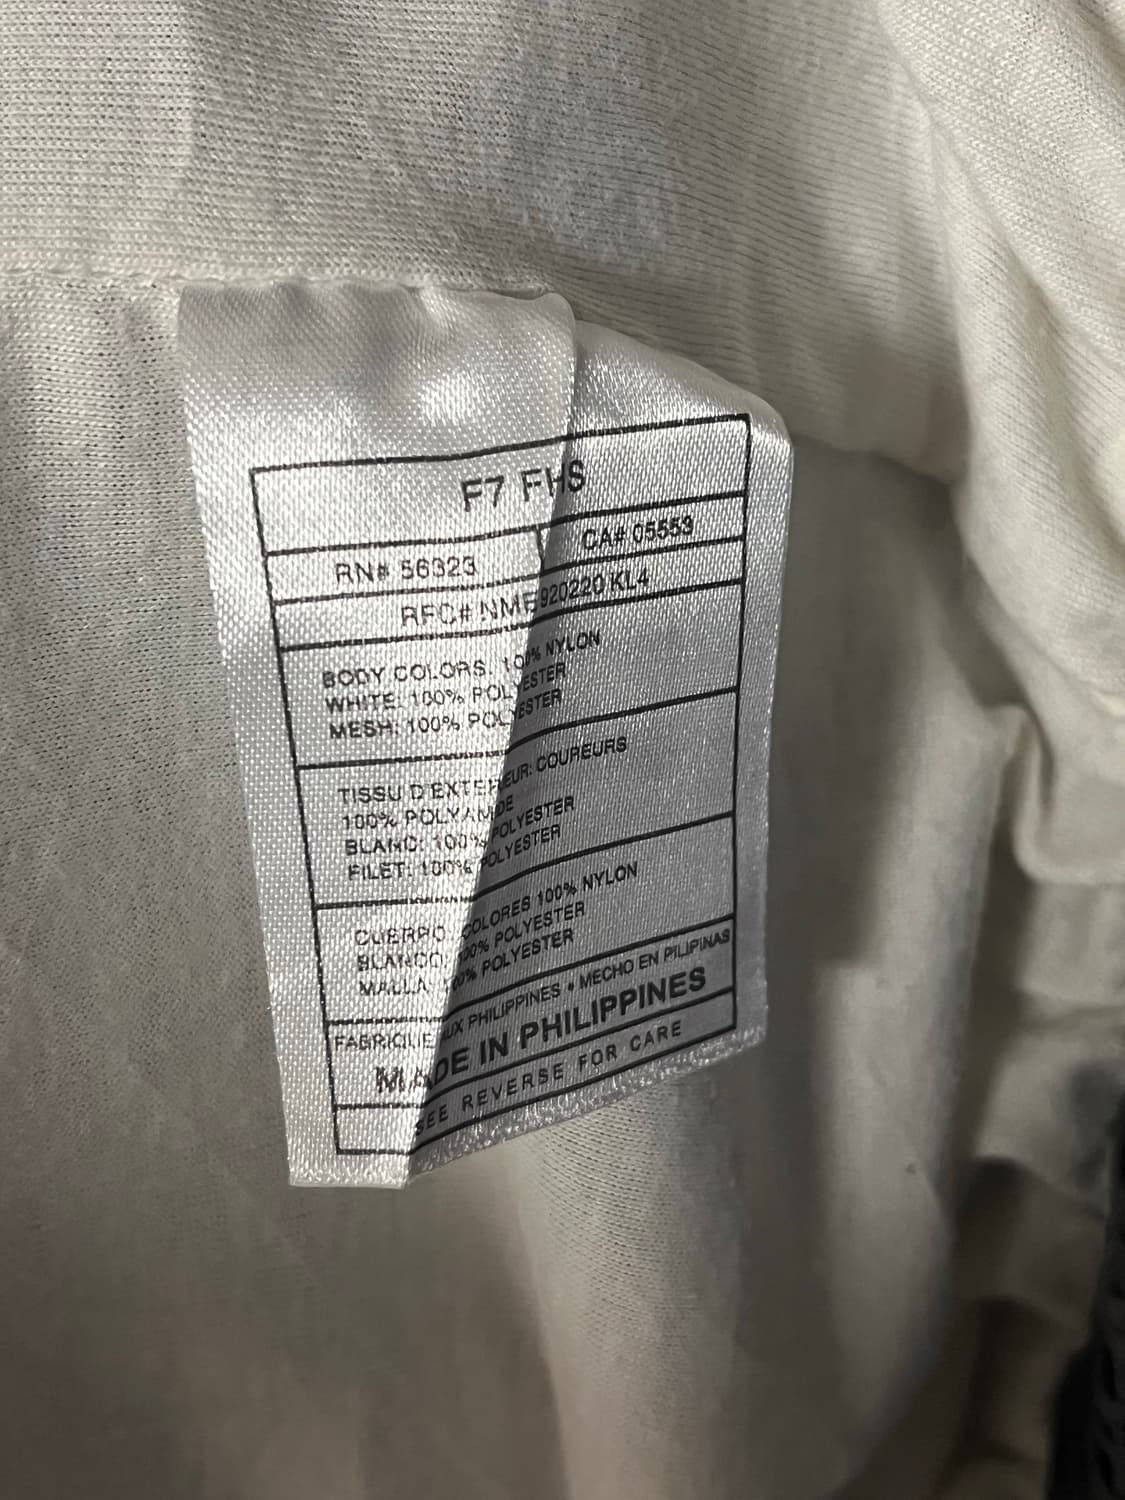 F7 FHS
RN# 56323 CA# 05553
RFC# NME920220 KL4
BODY COLORS: 100% NYLON
WHITE: 100% POLYESTER
MESH: 100% POLYESTER
TISSU D'EXTERIEUR: COUREURS
100% POLYAMIDE
BLANC: 100% POLYESTER
FILET: 100% POLYESTER
CUERPO: COLORES 100% NYLON
BLANCO: 100% POLYESTER
MALLA: 100% POLYESTER
FABRIQUE AUX PHILIPPINES • MECHO EN PILIPINAS
MADE IN PHILIPPINES
SEE REVERSE FOR CARE